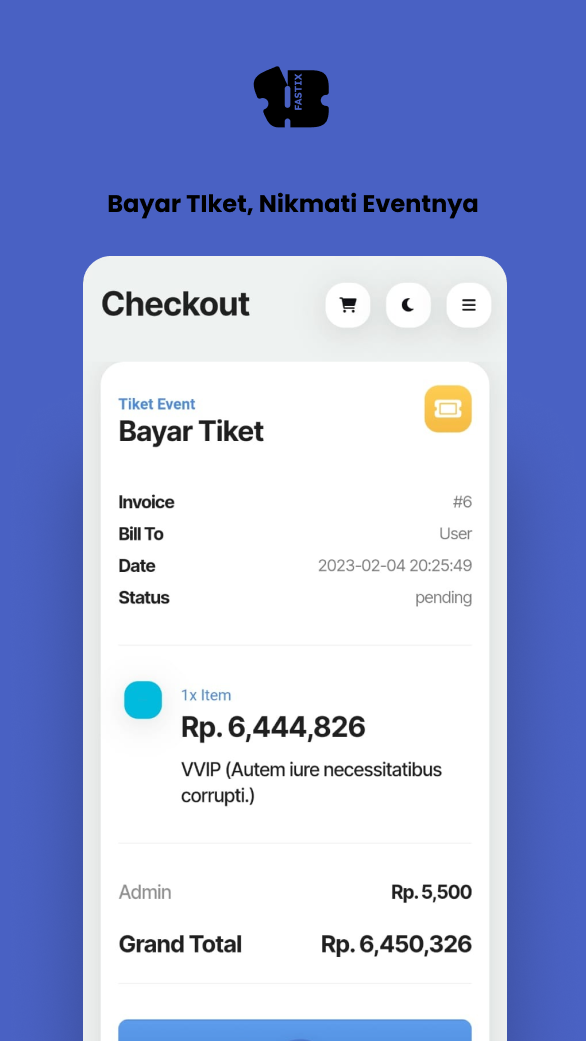 FASTIX
Bayar TIket, Nikmati Eventnya
Checkout
Tiket Event
Bayar Tiket
Invoice #6
Bill To User
Date 2023-02-04 20:25:49
Status pending
1x Item
Rp. 6,444,826
VVIP (Autem iure necessitatibus
corrupti.)
Admin Rp. 5,500
Grand Total Rp. 6,450,326